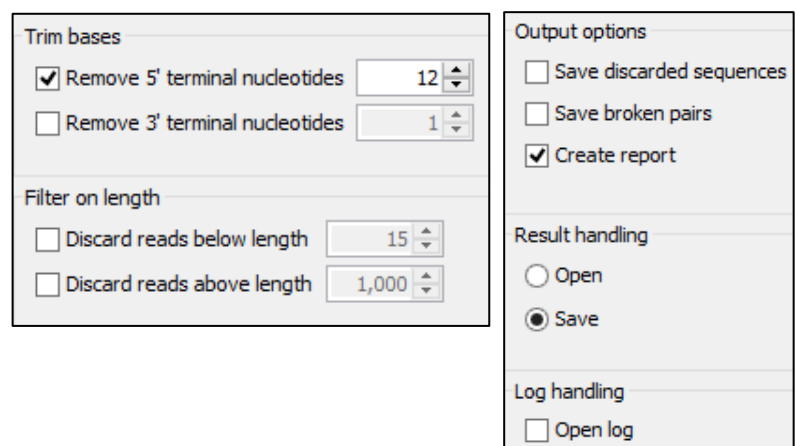 Trim bases
Remove 5' terminal nucleotides 12
Remove 3' terminal nucleotides 1
Filter on length
Discard reads below length 15
Discard reads above length 1,000
Output options
Save discarded sequences
Save broken pairs
Create report
Result handling
Open
Save
Log handling
Open log